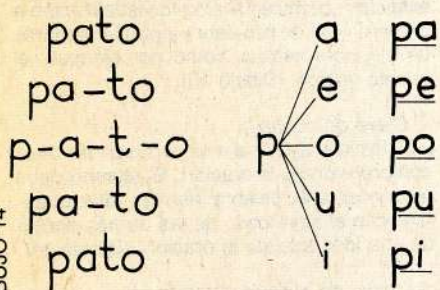 pato a pa
pa-to e pe
p-a-t-o p o po
pa-to u pu
pato i pi